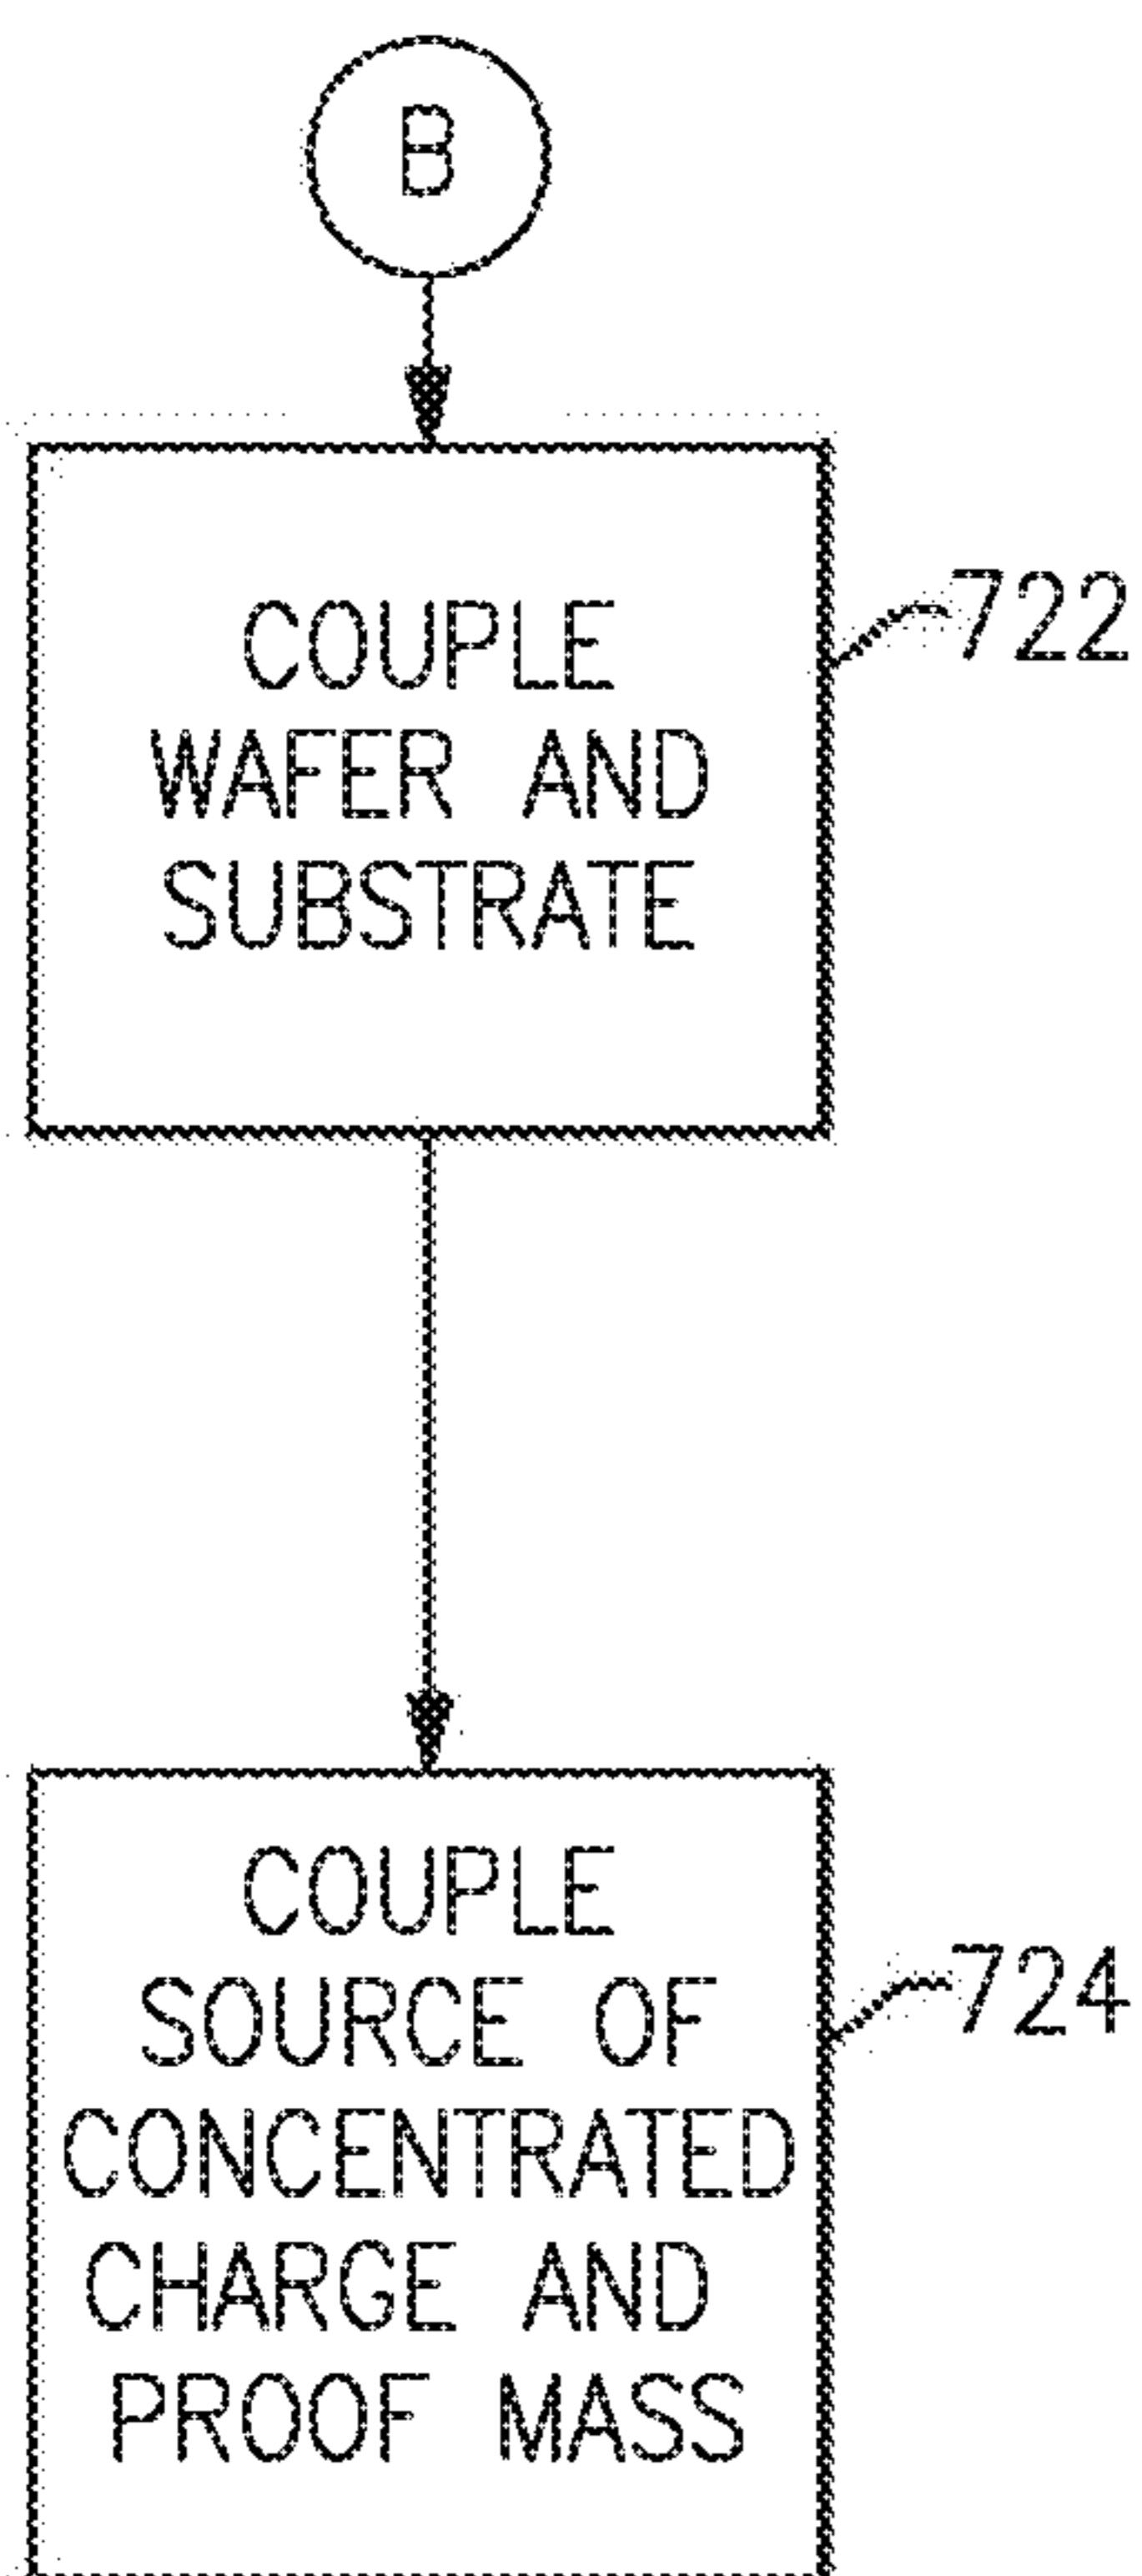 B
COUPLE
WAFER AND
SUBSTRATE
722
COUPLE
SOURCE OF
CONCENTRATED
CHARGE AND
PROOF MASS
724